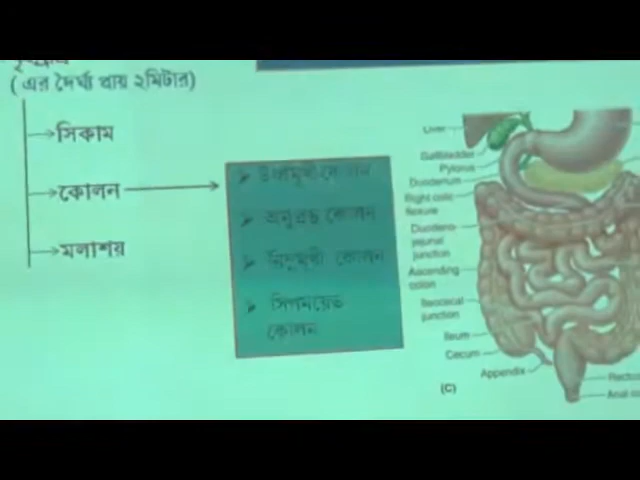 (এর দৈর্ঘ্য প্রায় ২মিটার)
সিকাম
কোলন
মলাশয়
কোলন
অনুপ্রস্থ কোলন
নিম্নমুখী কোলন
সিগময়েড
কোলন
Liver
Gallbladder
Pylorus
Duodenum
Right colic
flexure
Duodeno-
jejunal
junction
Ascending
colon
Ileocecal
junction
Ileum
Cecum
Appendix
(C)